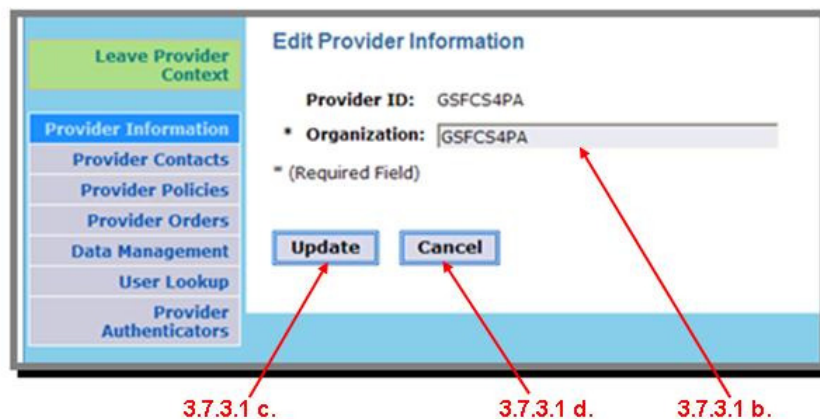 Leave Provider
Context
Provider Information
Provider Contacts
Provider Policies
Provider Orders
Data Management
User Lookup
Provider
Authenticators
Edit Provider Information
Provider ID: GSFCS4PA
* Organization: GSFCS4PA
* (Required Field)
Update Cancel
3.7.3.1 c. 3.7.3.1 d. 3.7.3.1 b.